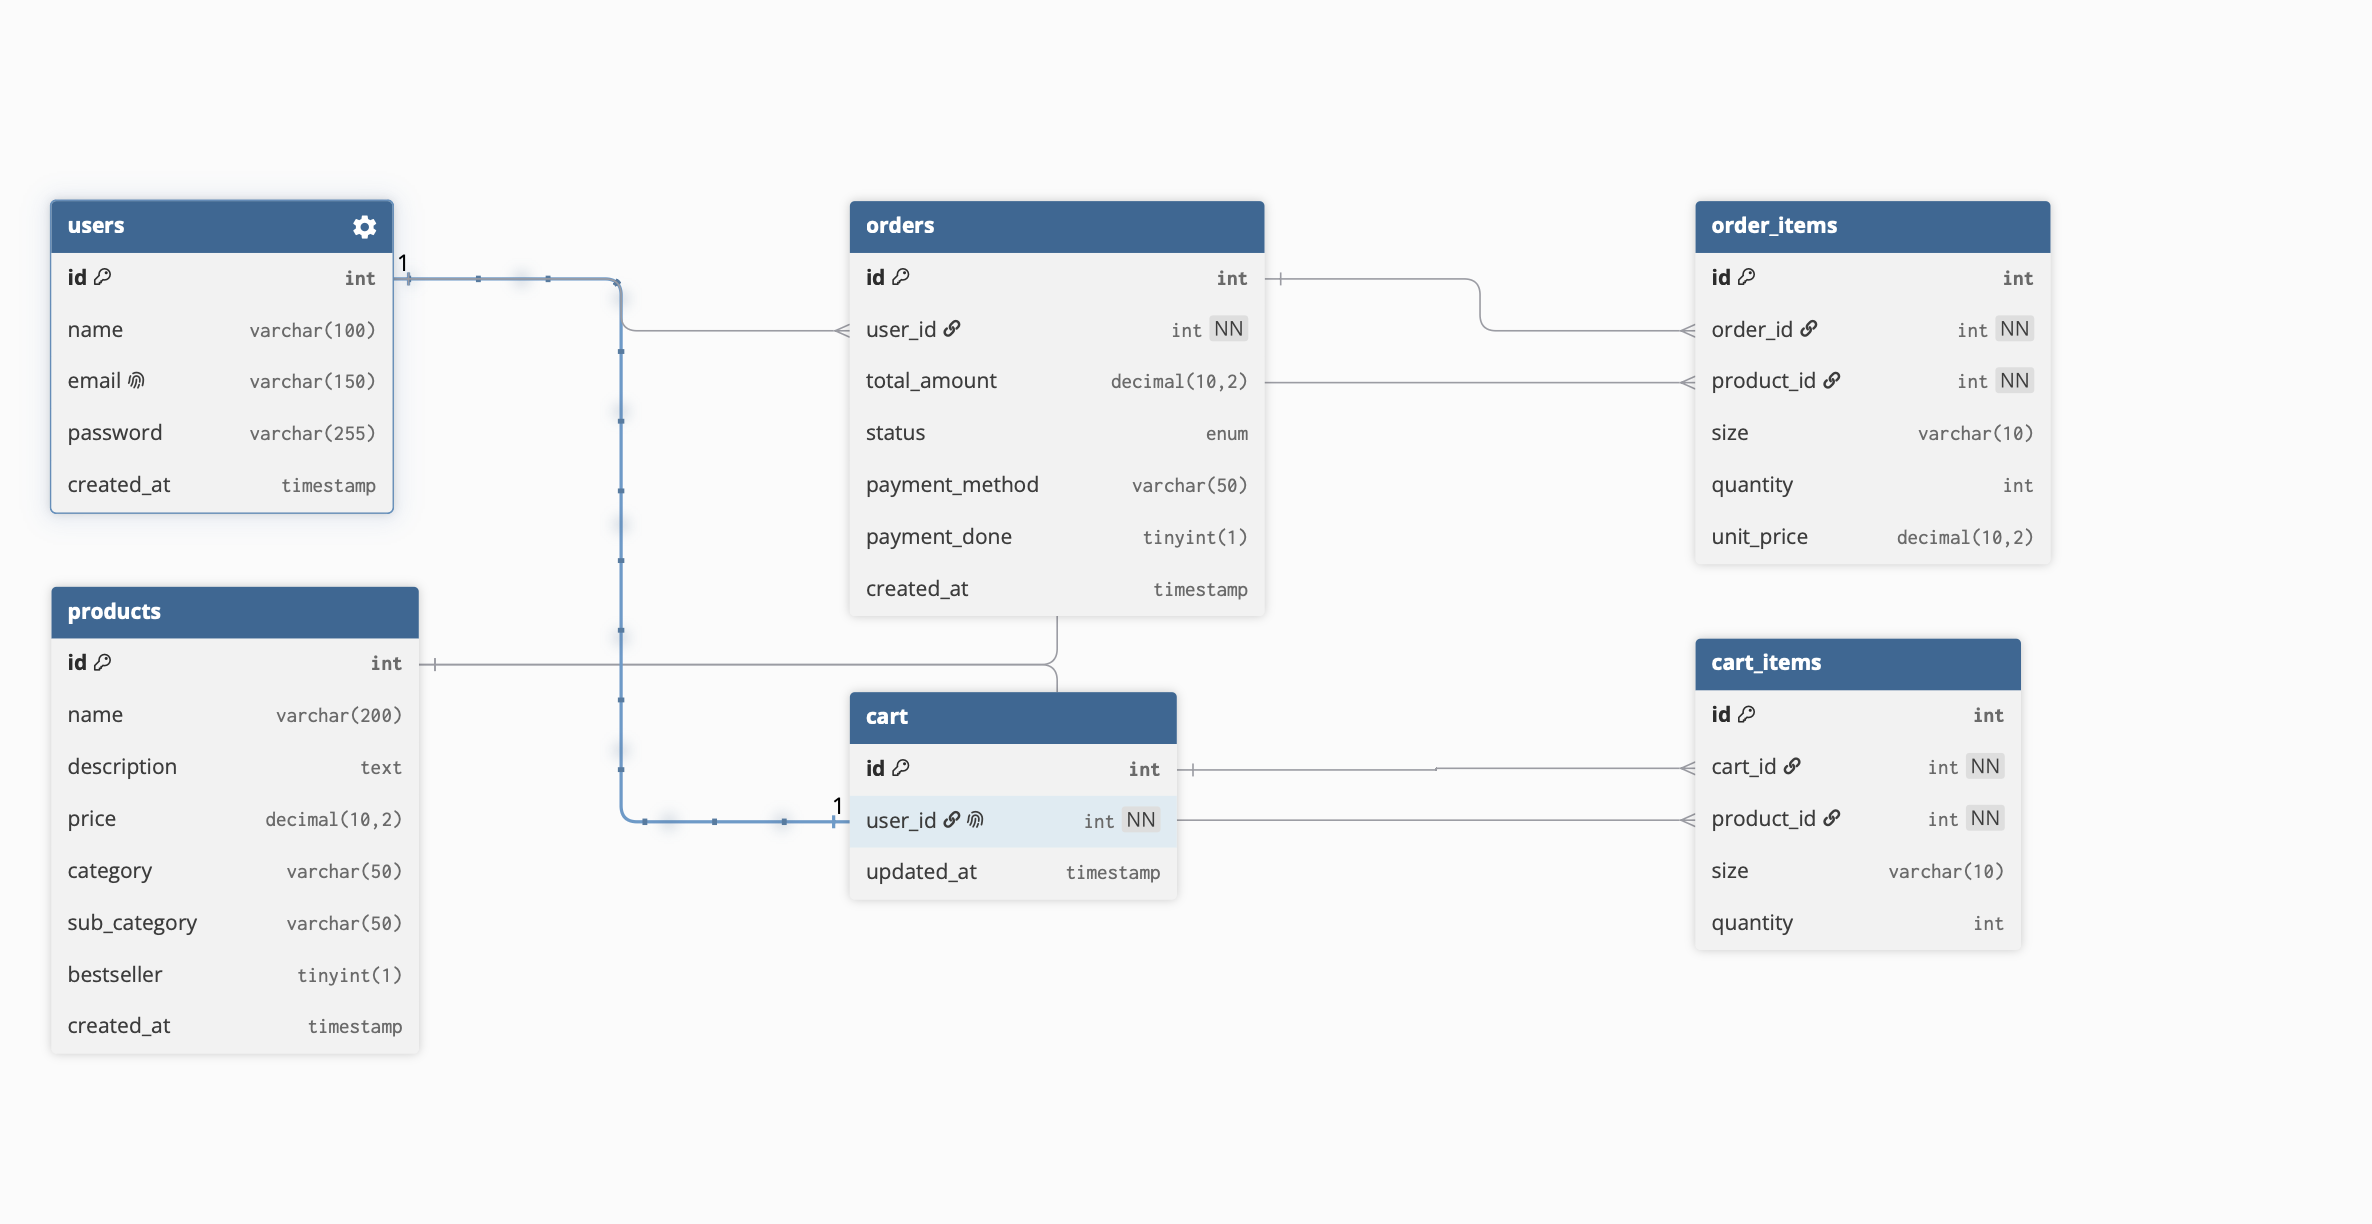 users
id int
name varchar(100)
email varchar(150)
password varchar(255)
created_at timestamp
1
orders
id int
user_id int NN
total_amount decimal(10,2)
status enum
payment_method varchar(50)
payment_done tinyint(1)
created_at timestamp
order_items
id int
order_id int NN
product_id int NN
size varchar(10)
quantity int
unit_price decimal(10,2)
products
id int
name varchar(200)
description text
price decimal(10,2)
category varchar(50)
sub_category varchar(50)
bestseller tinyint(1)
created_at timestamp
1
cart
id int
user_id int NN
updated_at timestamp
cart_items
id int
cart_id int NN
product_id int NN
size varchar(10)
quantity int